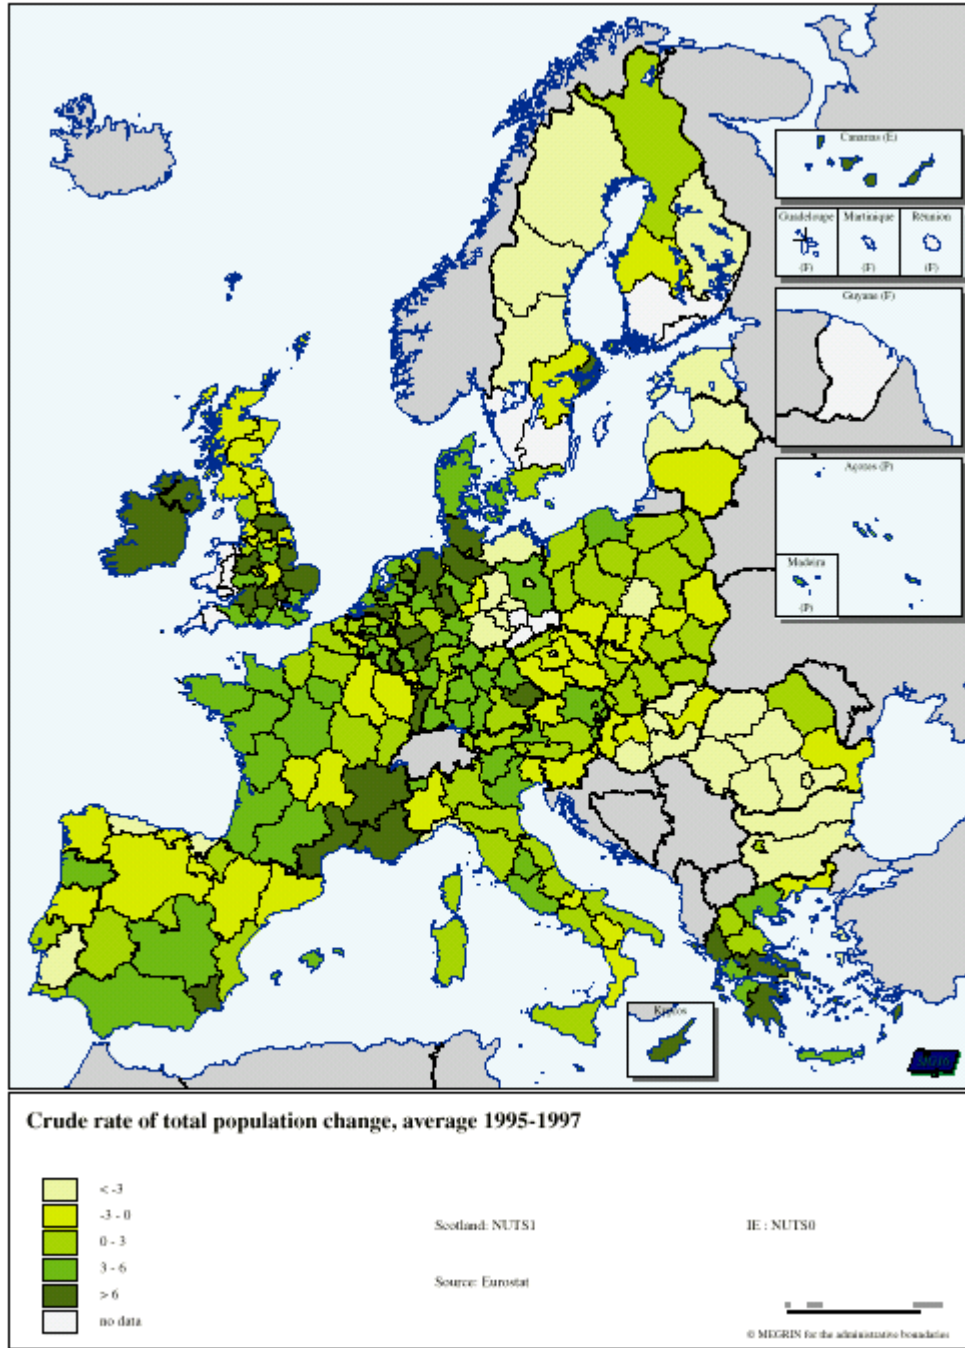 Canarias (E)
Guadeloupe
(F)
Martinique
(F)
Réunion
(F)
Guyane (F)
Açores (P)
Madeira
(P)
Kypros
Crude rate of total population change, average 1995-1997
< -3
-3 - 0
0 - 3
3 - 6
> 6
no data
Scotland: NUTS1
IE : NUTS0
Source: Eurostat
© MEGRIN for the administrative boundaries